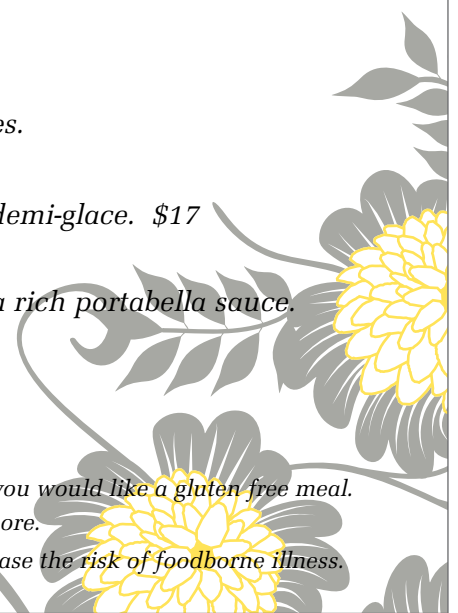 es.
demi-glace. $17
a rich portabella sauce.
you would like a gluten free meal.
ore.
ase the risk of foodborne illness.